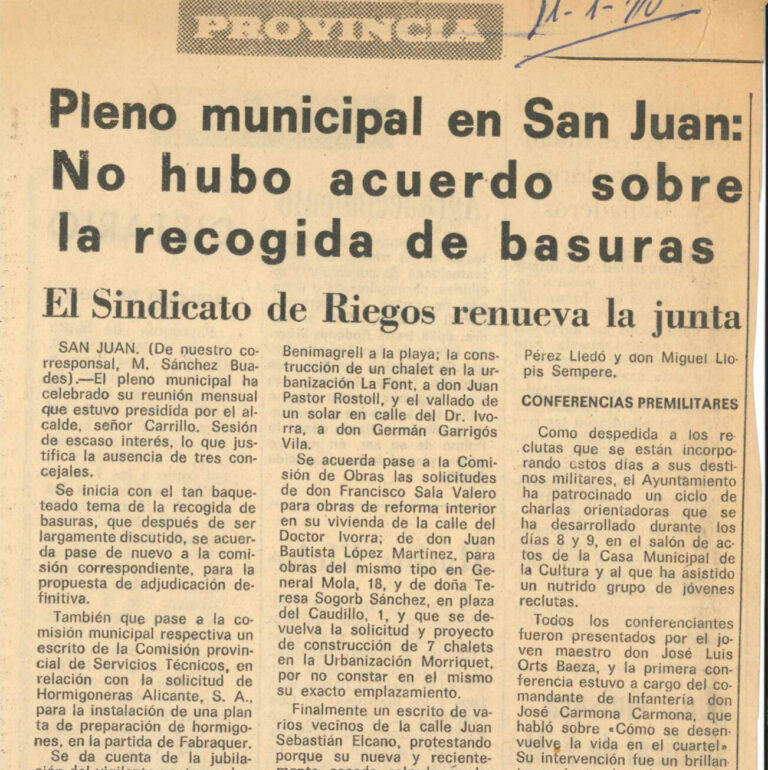 PROVINCIA
11-1-70
Pleno municipal en San Juan:
No hubo acuerdo sobre
la recogida de basuras
El Sindicato de Riegos renueva la junta
SAN JUAN. (De nuestro co-
rresponsal, M. Sánchez Bua-
des).—El pleno municipal ha
celebrado su reunión mensual
que estuvo presidida por el al-
calde, señor Carrillo. Sesión
de escaso interés, lo que jus-
tifica la ausencia de tres con-
cejales.
Se inicia con el tan baque-
teado tema de la recogida de
basuras, que después de ser
largamente discutido, se acuer-
da pase de nuevo a la comi-
sión correspondiente, para la
propuesta de adjudicación de-
finitiva.
También que pase a la co-
misión municipal respectiva un
escrito de la Comisión provin-
cial de Servicios Técnicos, en
relación con la solicitud de
Hormigoneras Alicante, S. A.,
para la instalación de una plan
ta de preparación de hormigo-
nes, en la partida de Fabraquer.
Se da cuenta de la jubila-
Benimagrell a la playa; la cons-
trucción de un chalet en la ur-
banización La Font, a don Juan
Pastor Rostoll, y el vallado de
un solar en calle del Dr. Ivo-
rra, a don Germán Garrigós
Vila.
Se acuerda pase a la Comi-
sión de Obras las solicitudes
de don Francisco Sala Valero
para obras de reforma interior
en su vivienda de la calle del
Doctor Ivorra; de don Juan
Bautista López Martínez, para
obras del mismo tipo en Ge-
neral Mola, 18, y de doña Te-
resa Sogorb Sánchez, en plaza
del Caudillo, 1, y que se de-
vuelva la solicitud y proyecto
de construcción de 7 chalets
en la Urbanización Morriquet,
por no constar en el mismo
su exacto emplazamiento.
Finalmente un escrito de va-
rios vecinos de la calle Juan
Sebastián Elcano, protestando
porque su nueva y reciente-
Pérez Lledó y don Miguel Llo-
pis Sempere.
CONFERENCIAS PREMILITARES
Como despedida a los re-
clutas que se están incorpo-
rando estos días a sus desti-
nos militares, el Ayuntamiento
ha patrocinado un ciclo de
charlas orientadoras que se
ha desarrollado durante los
días 8 y 9, en el salón de ac-
tos de la Casa Municipal de
la Cultura y al que ha asistido
un nutrido grupo de jóvenes
reclutas.
Todos los conferenciantes
fueron presentados por el jo-
ven maestro don José Luis
Orts Baeza, y la primera con-
ferencia estuvo a cargo del co-
mandante de Infantería don
José Carmona Carmona, que
habló sobre «Cómo se desen-
vuelve la vida en el cuartel»
Su intervención fue un brillan-